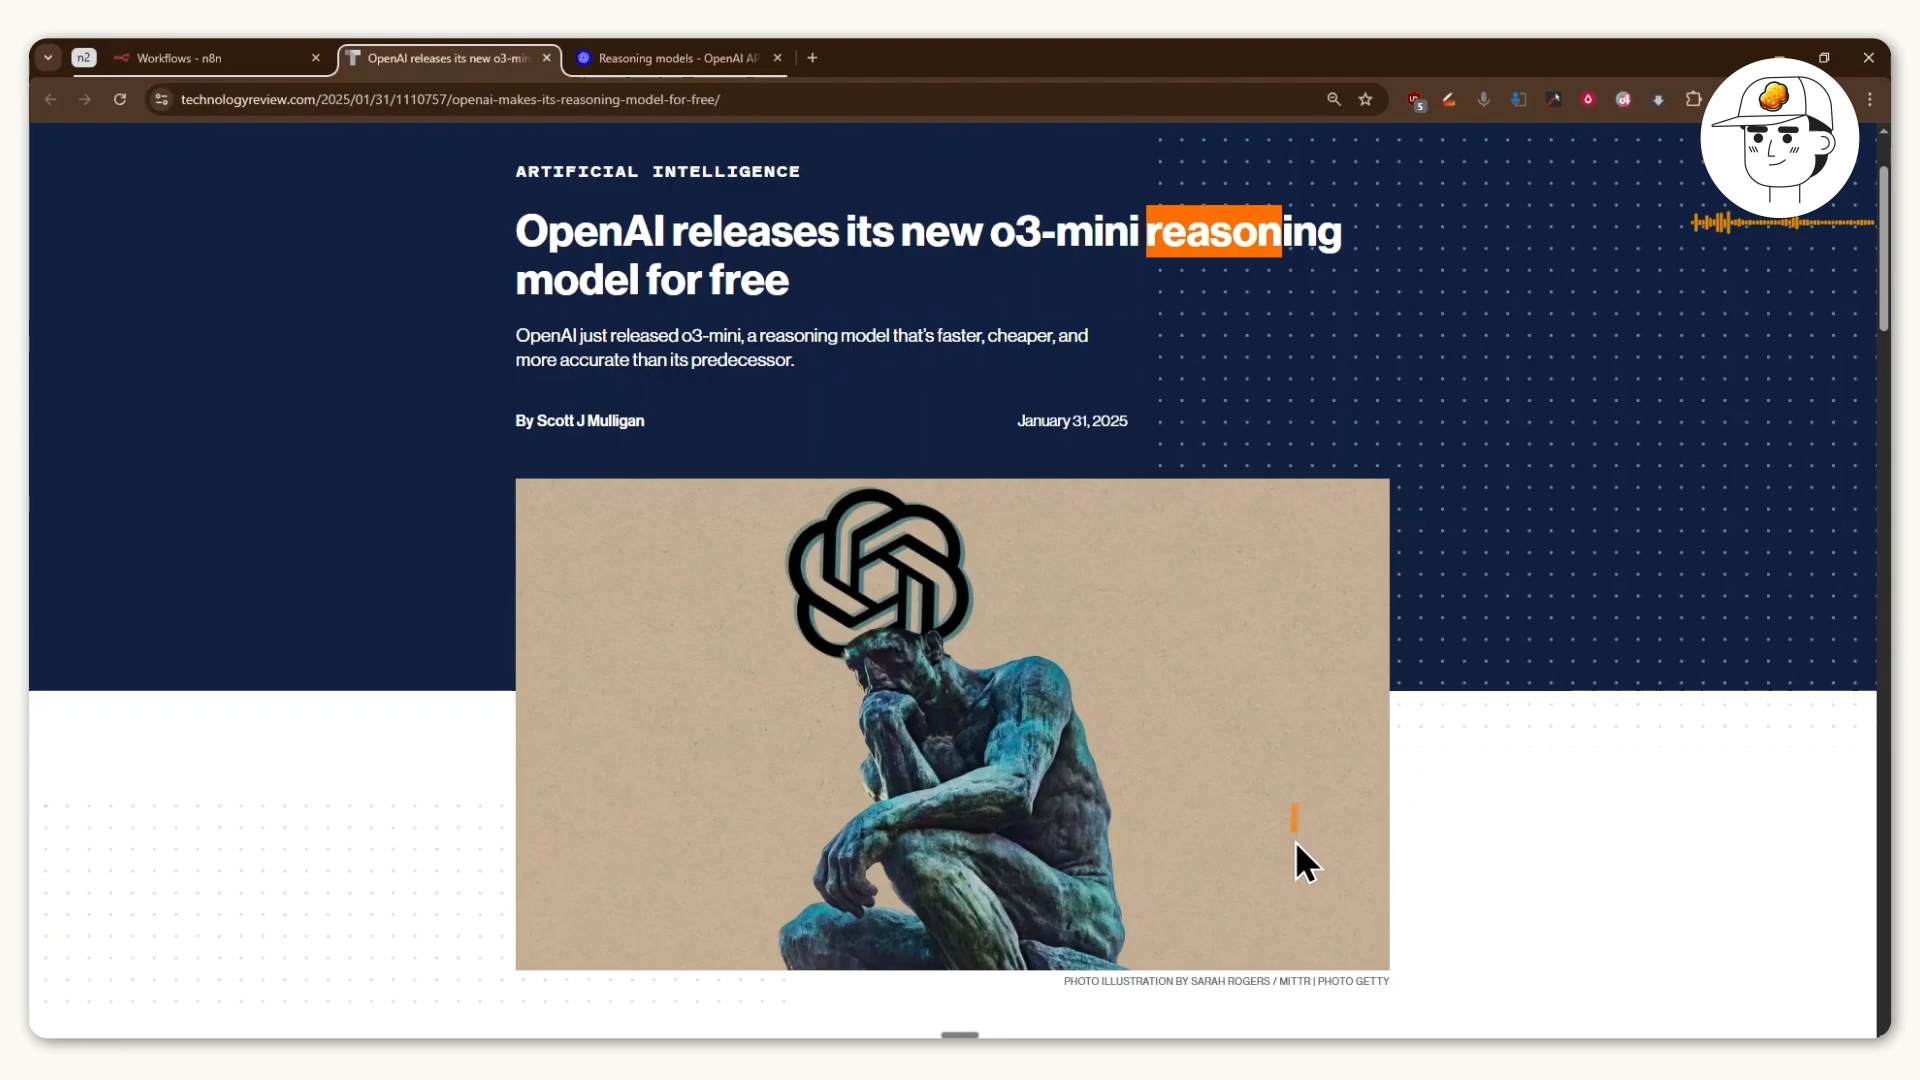 n2
Workflows - n8n
OpenAI releases its new o3-min
Reasoning models - OpenAI AP
technologyreview.com/2025/01/31/1110757/openai-makes-its-reasoning-model-for-free/
5
ARTIFICIAL INTELLIGENCE
OpenAI releases its new o3-mini reasoning
model for free
OpenAI just released o3-mini, a reasoning model that's faster, cheaper, and
more accurate than its predecessor.
By Scott J Mulligan
January 31, 2025
PHOTO ILLUSTRATION BY SARAH ROGERS / MITTR | PHOTO GETTY